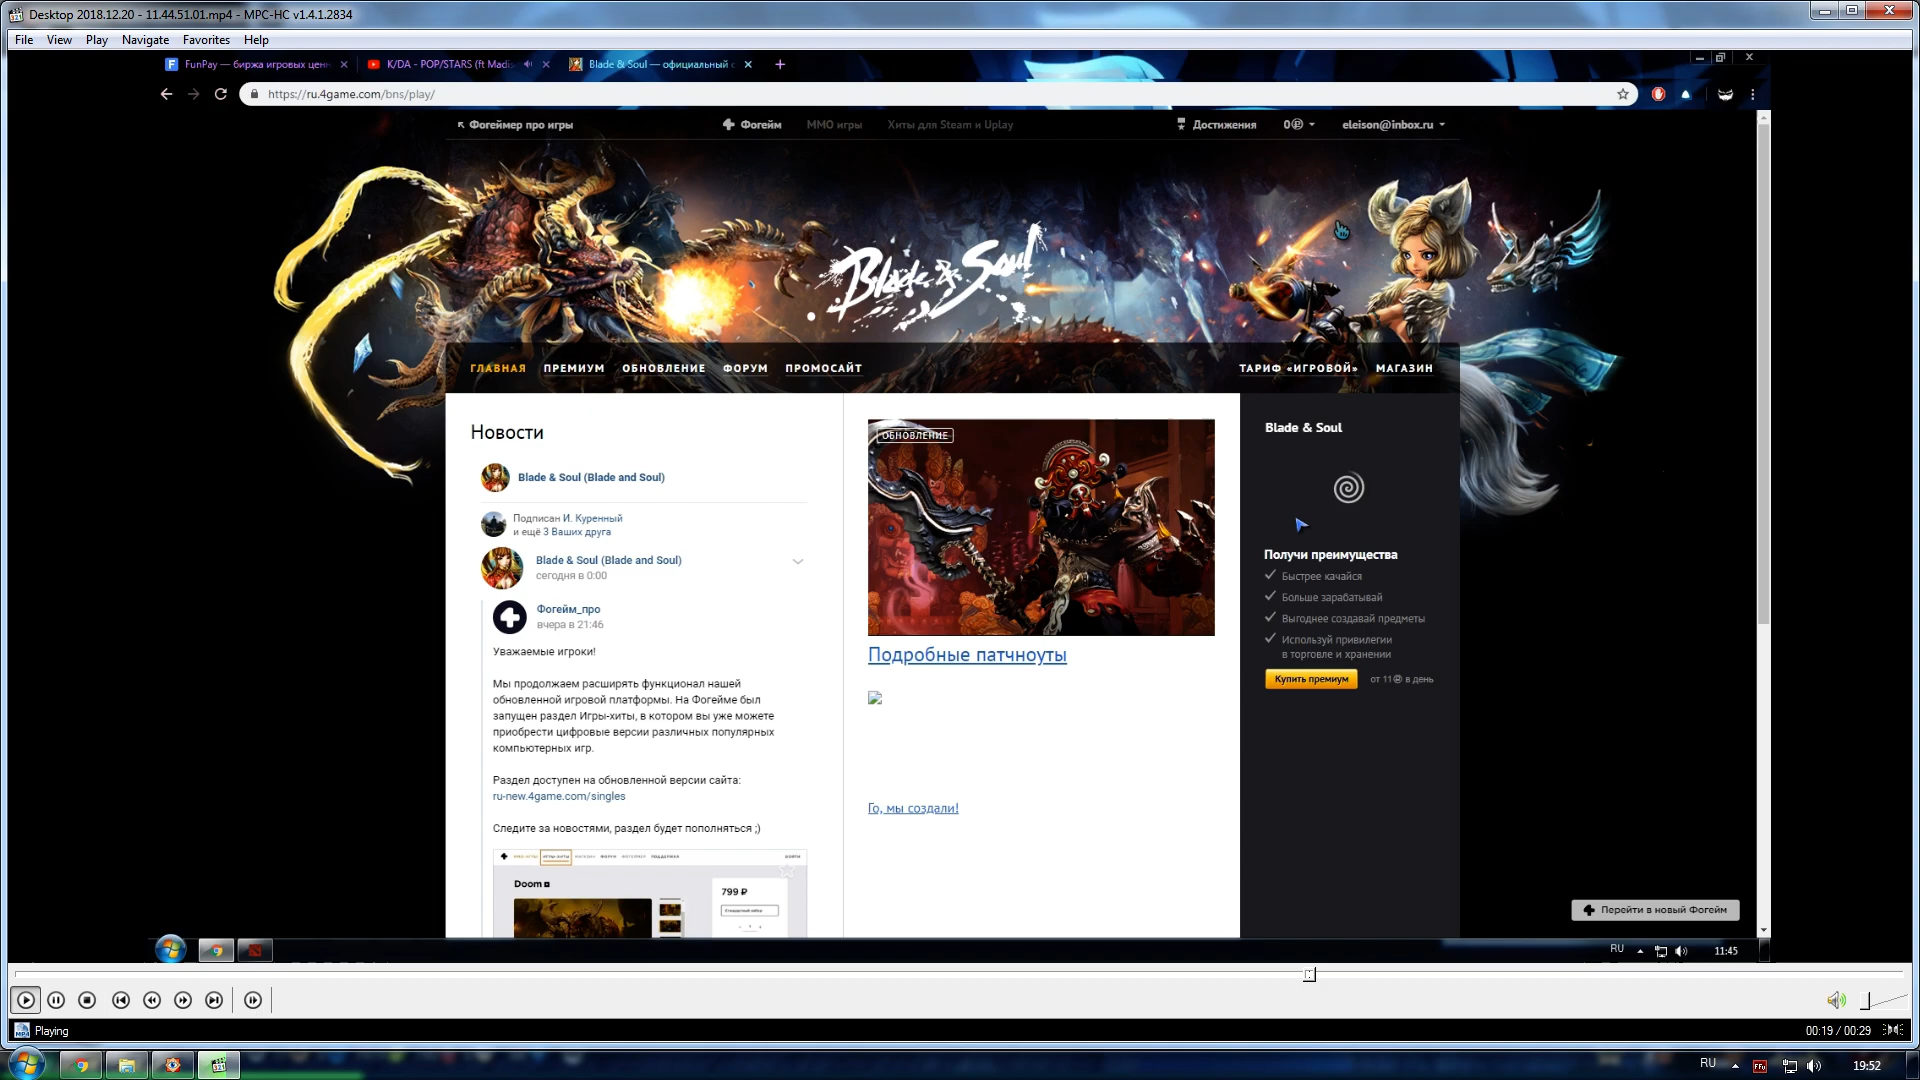 Desktop 2018.12.20 - 11.44.51.01.mp4 - MPC-HC v1.4.1.2834
File View Play Navigate Favorites Help
FunPay — биржа игровых цен
K/DA - POP/STARS (ft Madis
Blade & Soul — официальный с
https://ru.4game.com/bns/play/
Фогеймер про игры
Фогейм
MMO игры
Хиты для Steam и Uplay
Достижения
0
eleison@inbox.ru
Blade & Soul
ГЛАВНАЯ ПРЕМИУМ ОБНОВЛЕНИЕ ФОРУМ ПРОМОСАЙТ
ТАРИФ «ИГРОВОЙ» МАГАЗИН
Новости
Blade & Soul (Blade and Soul)
Подписан И. Куренный
и ещё 3 Ваших друга
Blade & Soul (Blade and Soul)
сегодня в 0:00
Фогейм_про
вчера в 21:46
Уважаемые игроки!
Мы продолжаем расширять функционал нашей
обновленной игровой платформы. На Фогейме был
запущен раздел Игры-хиты, в котором вы уже можете
приобрести цифровые версии различных популярных
компьютерных игр.
Раздел доступен на обновленной версии сайта:
ru-new.4game.com/singles
Следите за новостями, раздел будет пополняться ;)
ПОДДЕРЖКА
ВОЙТИ
Doom
799 ₽
ОБНОВЛЕНИЕ
Подробные патчноуты
Го, мы создали!
Blade & Soul
Получи преимущества
Быстрее качайся
Больше зарабатывай
Выгоднее создавай предметы
Используй привилегии
в торговле и хранении
Купить премиум
от 11 в день
Перейти в новый Фогейм
RU
11:45
Playing
00:19 / 00:29
RU
19:52